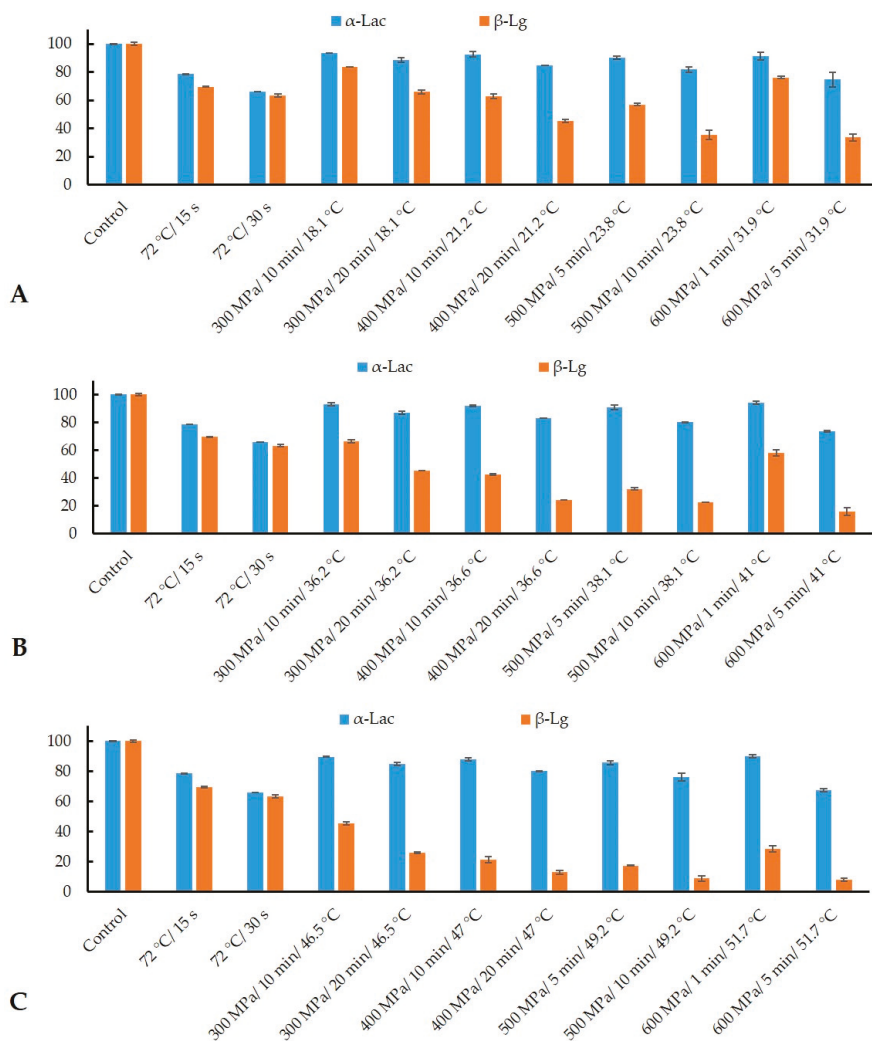 α-Lac β-Lg
100
80
60
40
20
0
Control
72 °C/ 15 s
72 °C/ 30 s
300 MPa/ 10 min/ 18.1 °C
300 MPa/ 20 min/ 18.1 °C
400 MPa/ 10 min/ 21.2 °C
400 MPa/ 20 min/ 21.2 °C
500 MPa/ 5 min/ 23.8 °C
500 MPa/ 10 min/ 23.8 °C
600 MPa/ 1 min/ 31.9 °C
600 MPa/ 5 min/ 31.9 °C
A
α-Lac β-Lg
100
80
60
40
20
0
Control
72 °C/ 15 s
72 °C/ 30 s
300 MPa/ 10 min/ 36.2 °C
300 MPa/ 20 min/ 36.2 °C
400 MPa/ 10 min/ 36.6 °C
400 MPa/ 20 min/ 36.6 °C
500 MPa/ 5 min/ 38.1 °C
500 MPa/ 10 min/ 38.1 °C
600 MPa/ 1 min/ 41 °C
600 MPa/ 5 min/ 41 °C
B
α-Lac β-Lg
100
80
60
40
20
0
Control
72 °C/ 15 s
72 °C/ 30 s
300 MPa/ 10 min/ 46.5 °C
300 MPa/ 20 min/ 46.5 °C
400 MPa/ 10 min/ 47 °C
400 MPa/ 20 min/ 47 °C
500 MPa/ 5 min/ 49.2 °C
500 MPa/ 10 min/ 49.2 °C
600 MPa/ 1 min/ 51.7 °C
600 MPa/ 5 min/ 51.7 °C
C